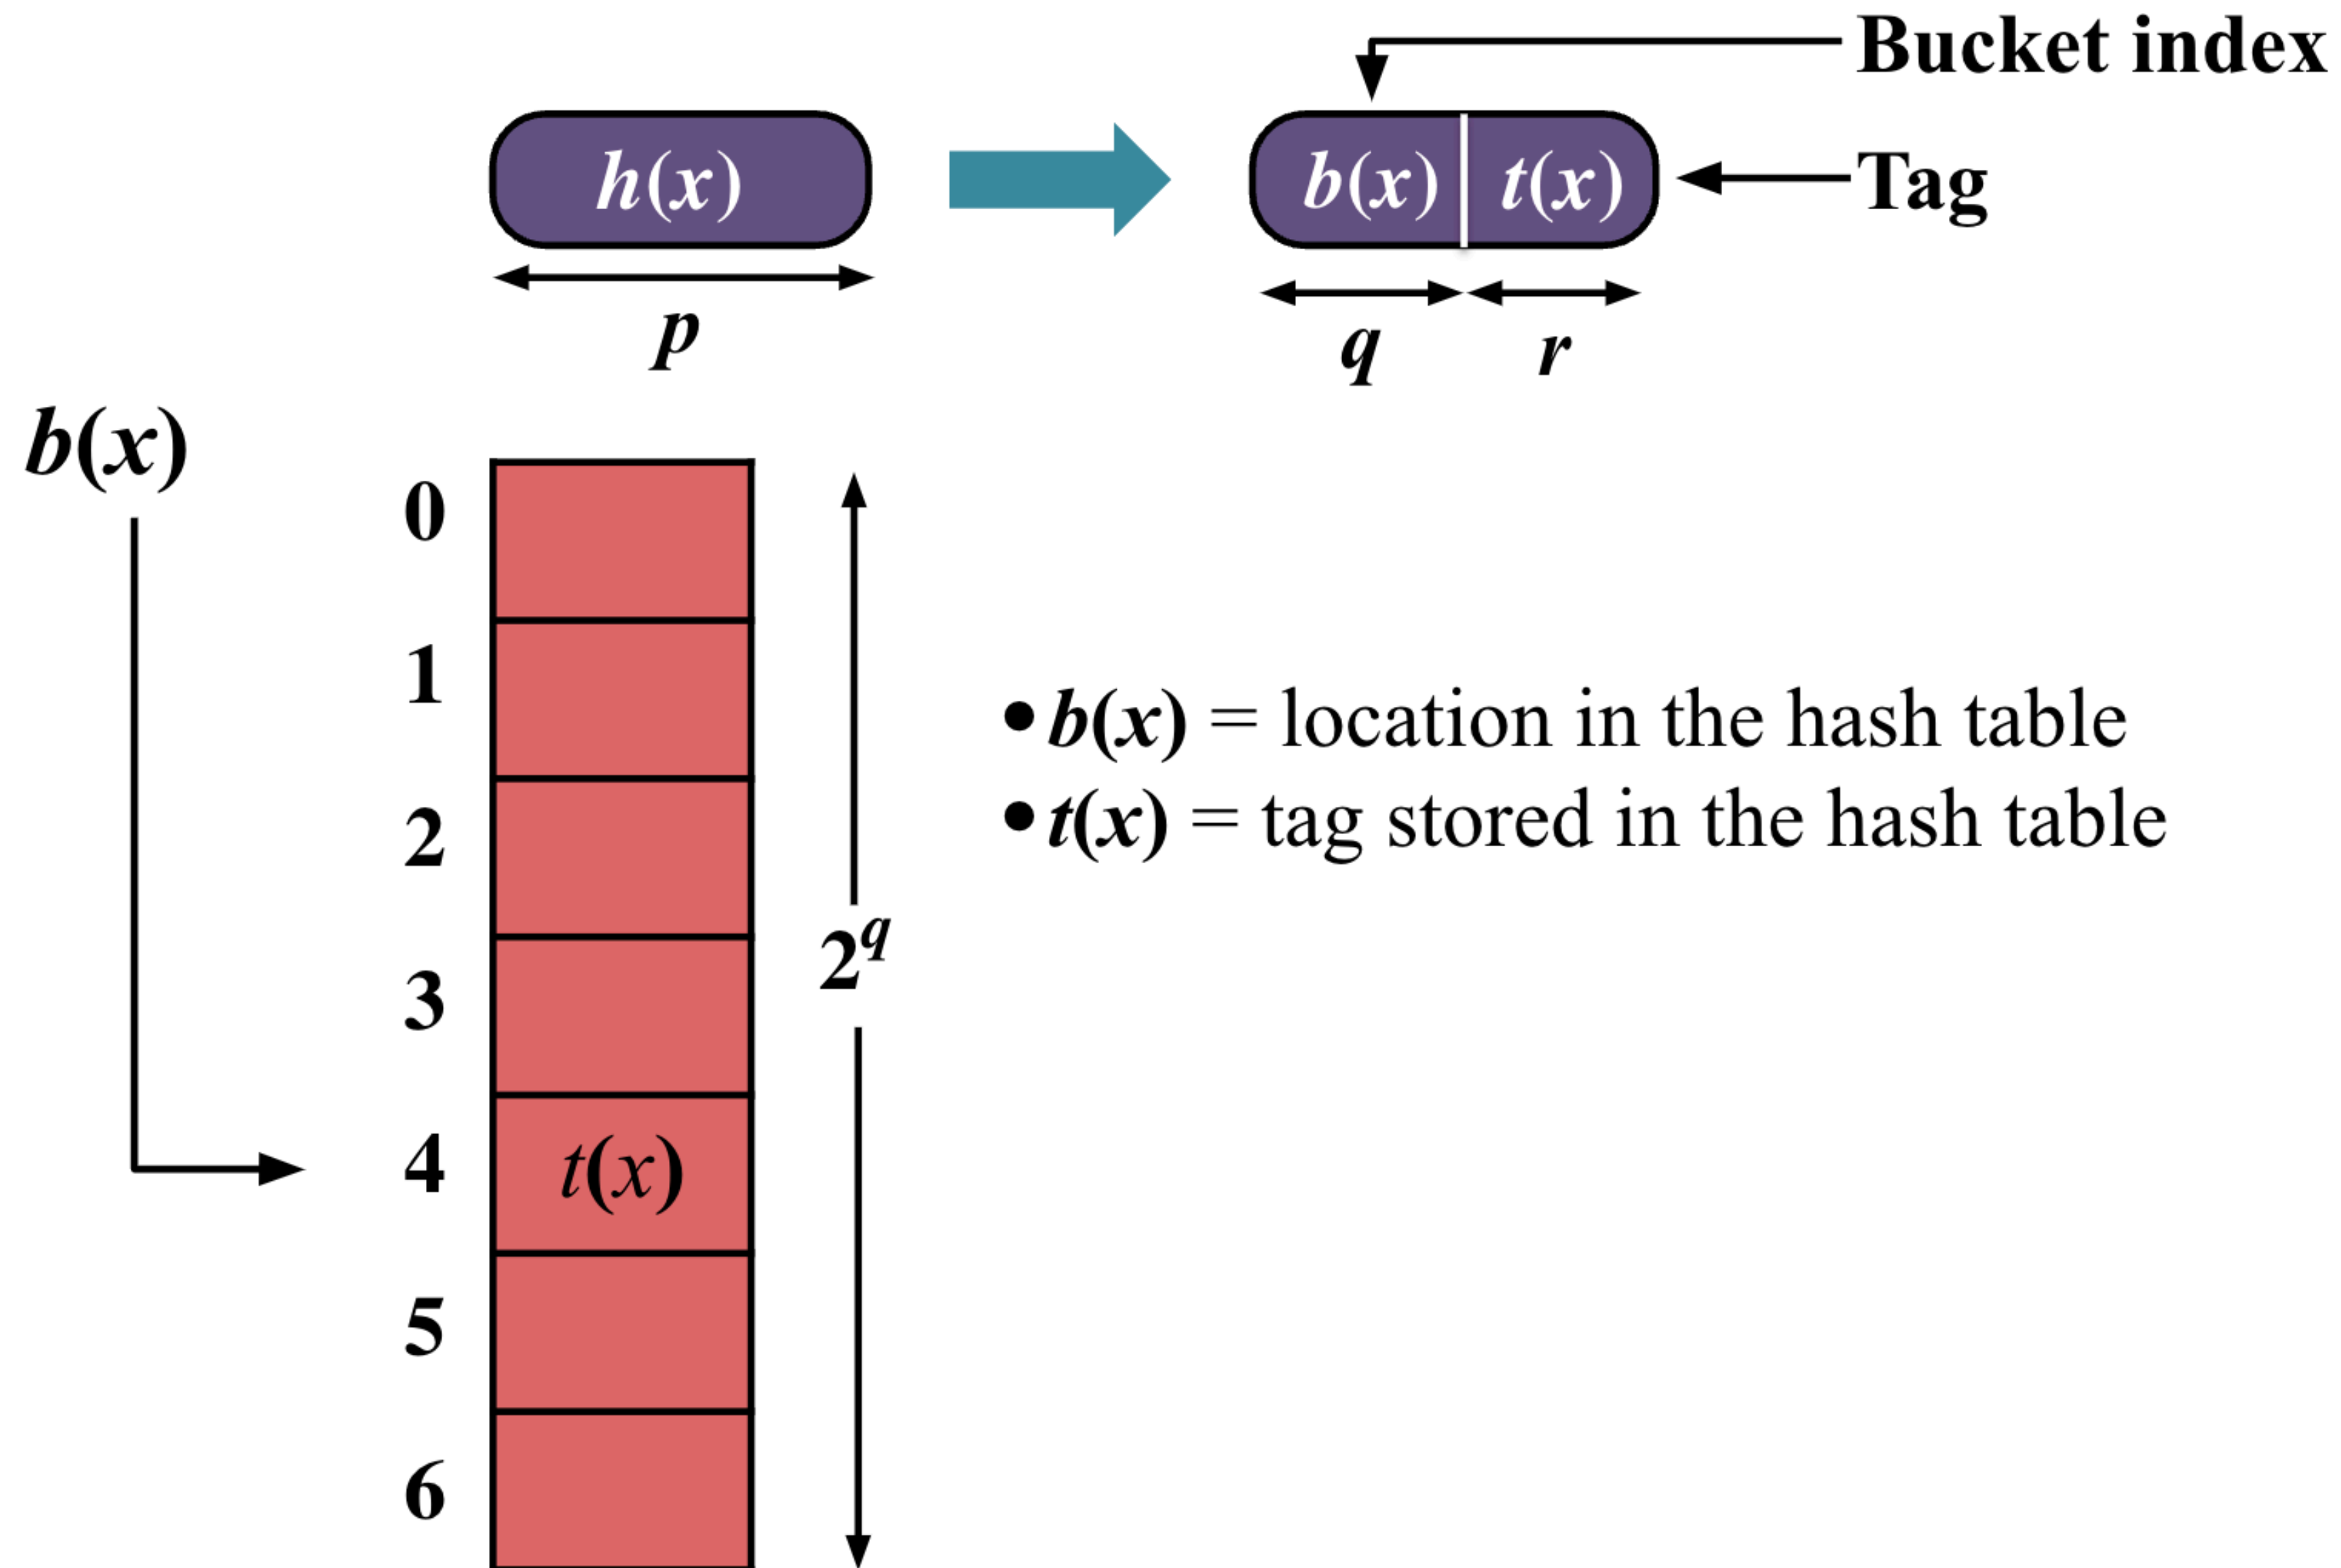 Bucket index
h(x)
b(x) t(x)
Tag
p
q r
b(x)
0
1
• b(x) = location in the hash table
2
• t(x) = tag stored in the hash table
2^q
3
4 t(x)
5
6